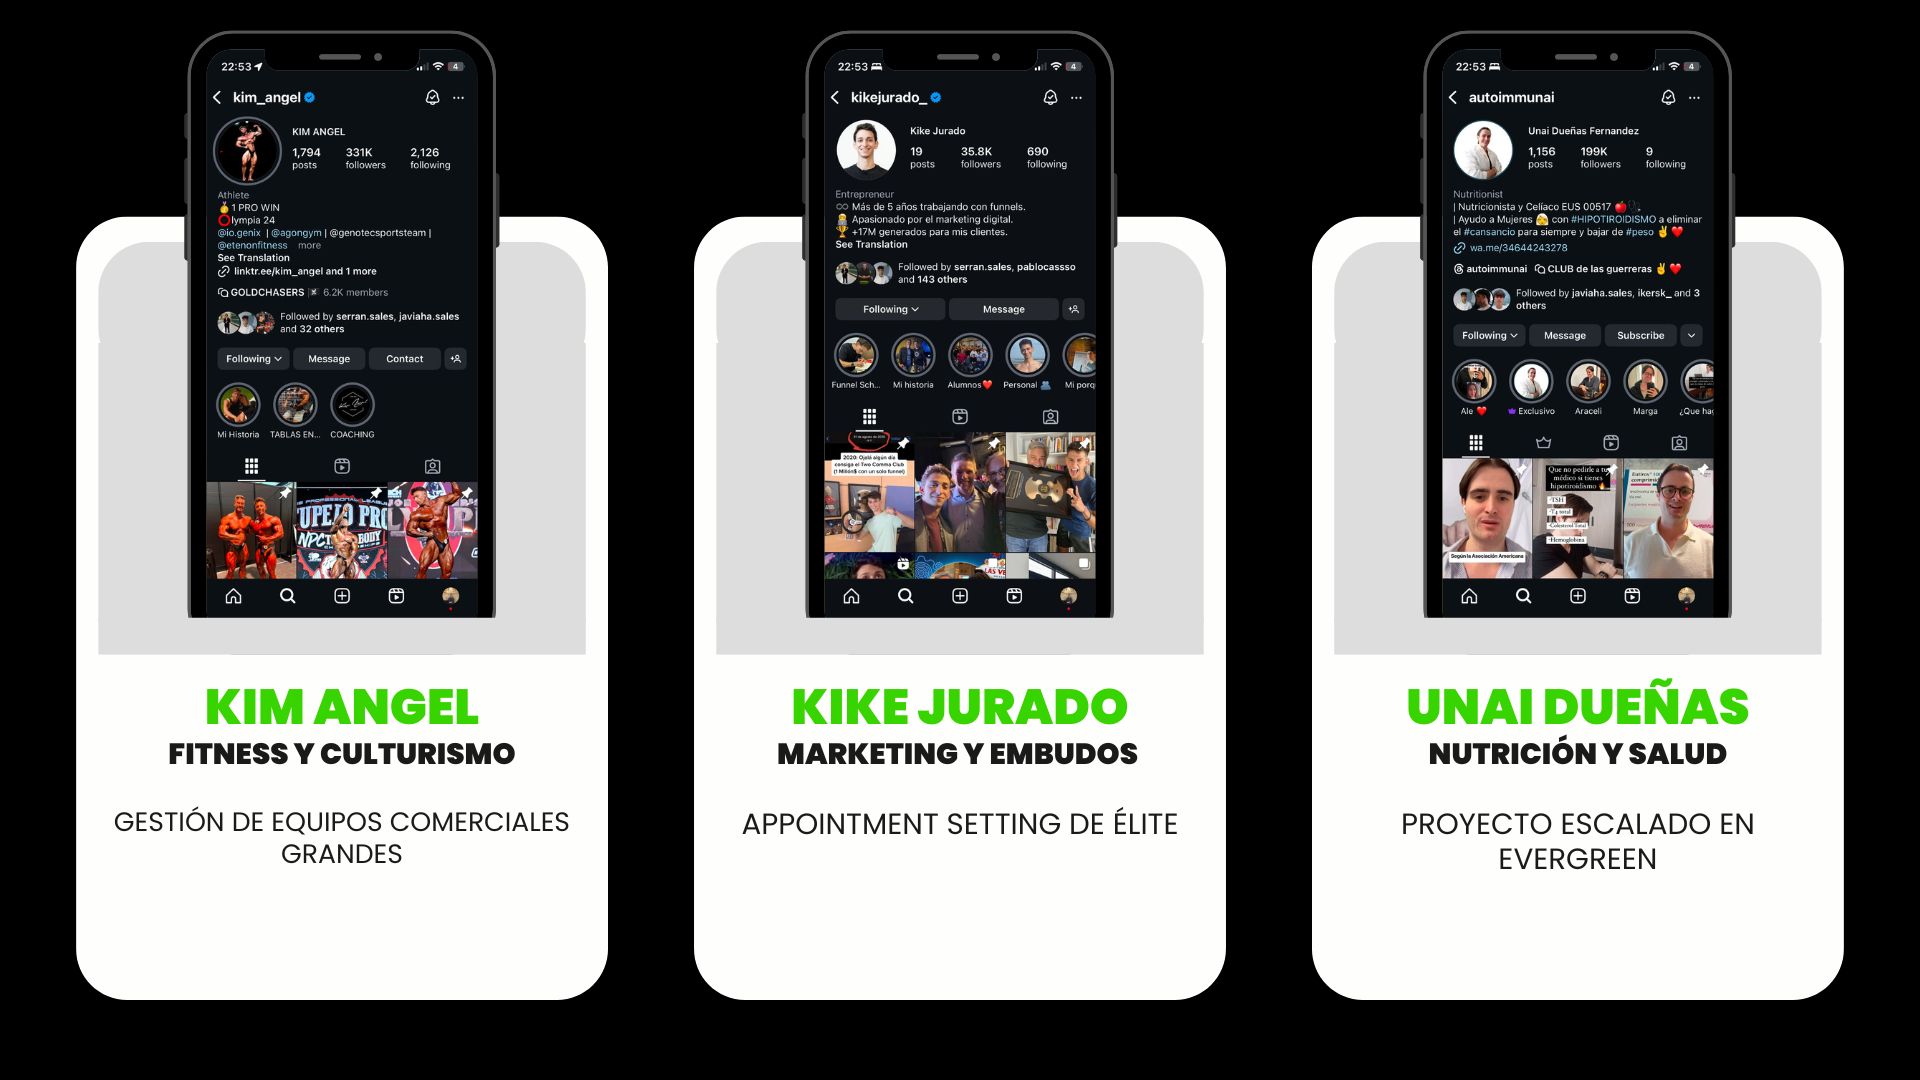 22:53
4
kim_angel
KIM ANGEL
1,794 331K 2,126
posts followers following
Athlete
🥇1 PRO WIN
⭕lympia 24
@io.genix | @agongym | @genotecsportsteam |
@etenonfitness more
See Translation
linktr.ee/kim_angel and 1 more
GOLDCHASERS 6.2K members
Followed by serran.sales, javiaha.sales
and 32 others
Following Message Contact
Mi Historia TABLAS EN... COACHING
TUPEIO PRO
NPC
KIM ANGEL
FITNESS Y CULTURISMO
GESTIÓN DE EQUIPOS COMERCIALES
GRANDES
22:53
4
kikejurado_
Kike Jurado
19 35.8K 690
posts followers following
Entrepreneur
♾ Más de 5 años trabajando con funnels.
Apasionado por el marketing digital.
🏆 +17M generados para mis clientes.
See Translation
Followed by serran.sales, pablocassso
and 143 others
Following Message
Funnel Sch... Mi historia Alumnos❤️ Personal Mi porq
2020: Ojalá algún día
consiga el Two Comma Club
(1 Millón$ con un solo funnel)
LAS VE
KIKE JURADO
MARKETING Y EMBUDOS
APPOINTMENT SETTING DE ÉLITE
22:53
4
autoimmunai
Unai Dueñas Fernandez
1,156 199K 9
posts followers following
Nutritionist
| Nutricionista y Celíaco EUS 00517 🍎🩺
| Ayudo a Mujeres con #HIPOTIROIDISMO a eliminar
el #cansancio para siempre y bajar de #peso ✌️❤️
wa.me/34644243278
autoimmunai CLUB de las guerreras ✌️❤️
Followed by javiaha.sales, ikersk_ and 3
others
Following Message Subscribe
Ale ❤️ Exclusivo Araceli Marga ¿Que hag
Según la Asociación Americana
Que no pedirle a tu
médico si tienes
hipotiroidismo
-TSH
-T4 total
-Colesterol Total
-Hemoglobina
UNAI DUEÑAS
NUTRICIÓN Y SALUD
PROYECTO ESCALADO EN
EVERGREEN